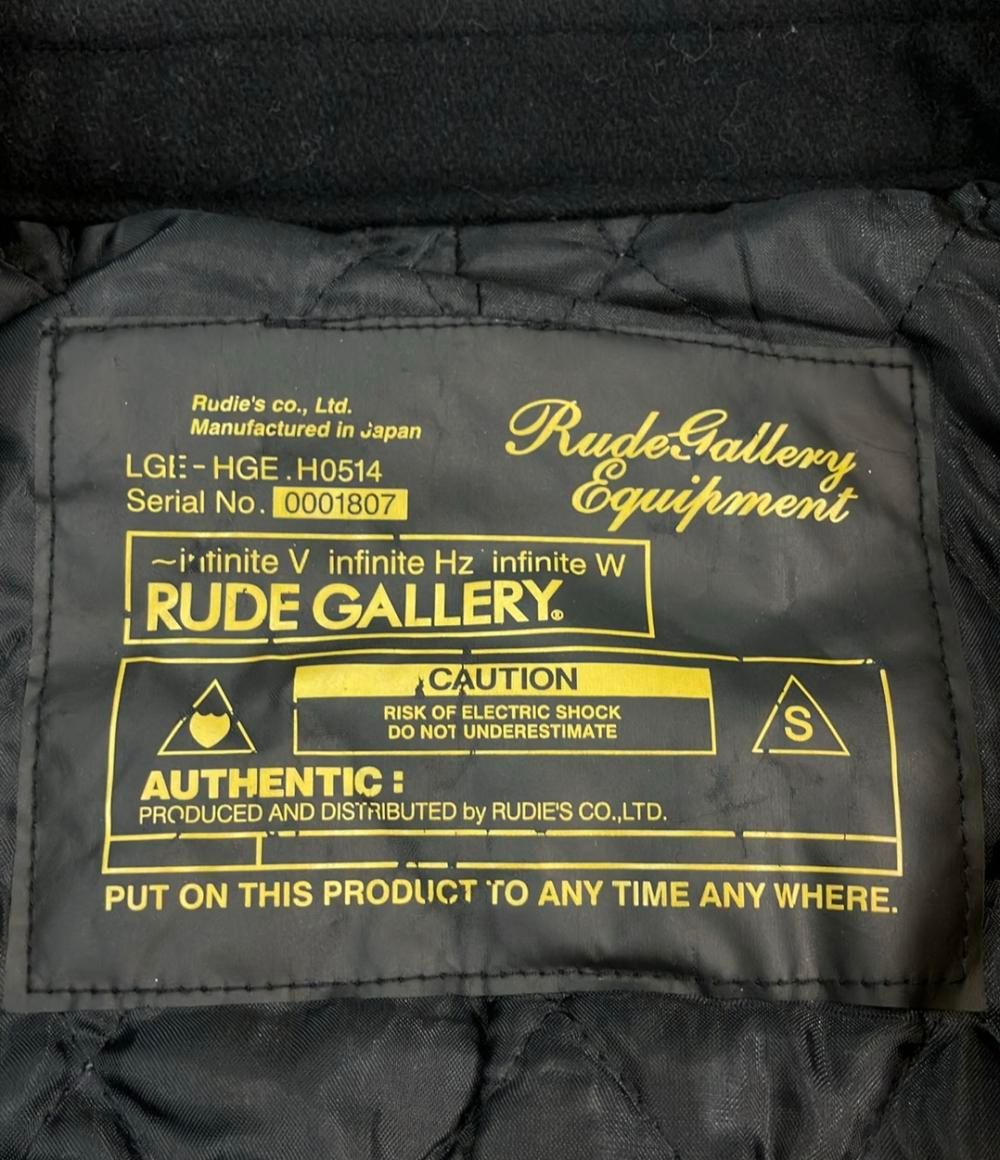 Rudie's co., Ltd.
Manufactured in Japan
LGE-HGE.H0514
Serial No. 0001807
Rude Gallery
Equipment
~infinite V infinite Hz infinite W
RUDE GALLERY®
CAUTION
RISK OF ELECTRIC SHOCK
DO NOT UNDERESTIMATE
S
AUTHENTIC:
PRODUCED AND DISTRIBUTED by RUDIE'S CO.,LTD.
PUT ON THIS PRODUCT TO ANY TIME ANY WHERE.